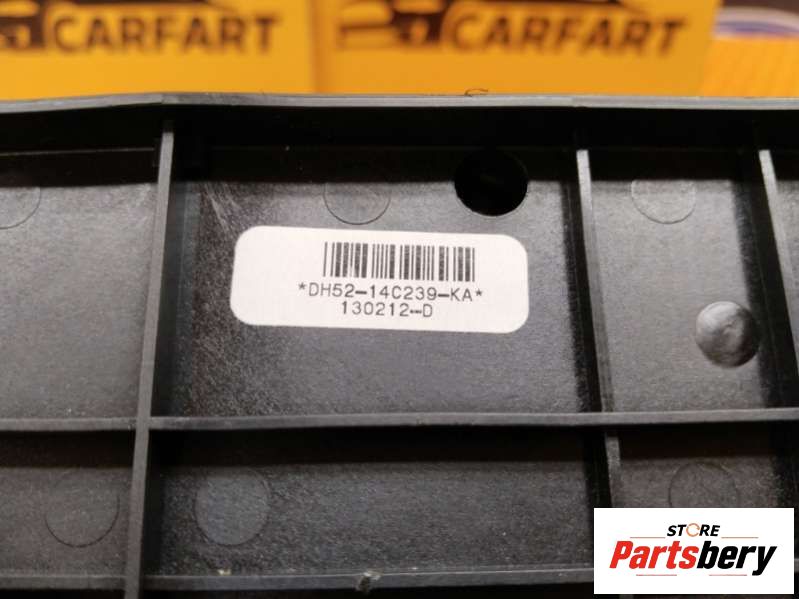 CARFART
CARFART
*DH52-14C239-KA*
130212-D
STORE
Partsbery